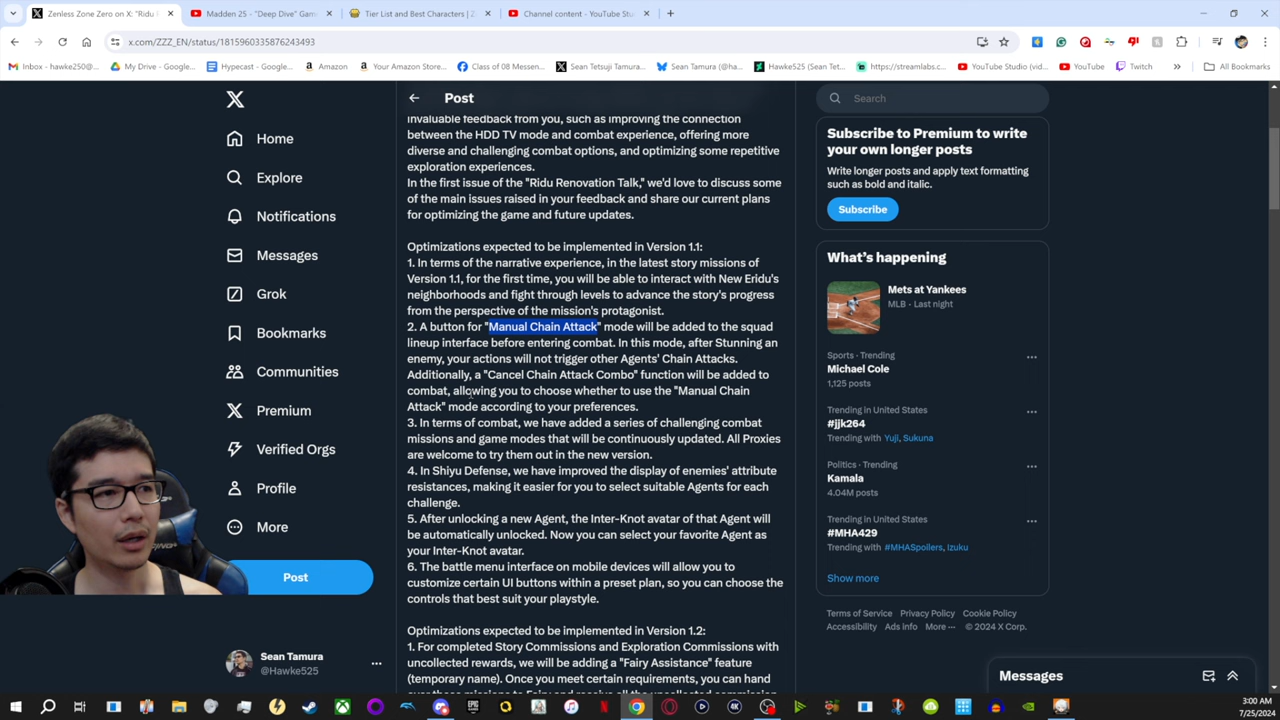 Zenless Zone Zero on X: "Ridu F
Madden 25 - "Deep Dive" Gam
Tier List and Best Characters | Z
Channel content - YouTube Stu
x.com/ZZZ_EN/status/1815960335876243493
Inbox - hawke250@...
My Drive - Google...
Hypecast - Google...
Amazon
Your Amazon Store...
Class of 08 Messen...
Sean Tetsuji Tamura...
Sean Tamura (@ha...
Hawke525 (Sean Tet...
https://streamlabs.c...
YouTube Studio (vid...
YouTube
Twitch
All Bookmarks
Home
Explore
Notifications
Messages
Grok
Bookmarks
Communities
Premium
Verified Orgs
Profile
More
Post
Sean Tamura
@Hawke525
Post
invaluable feedback from you, such as improving the connection
between the HDD TV mode and combat experience, offering more
diverse and challenging combat options, and optimizing some repetitive
exploration experiences.
In the first issue of the "Ridu Renovation Talk," we'd love to discuss some
of the main issues raised in your feedback and share our current plans
for optimizing the game and future updates.
Optimizations expected to be implemented in Version 1.1:
1. In terms of the narrative experience, in the latest story missions of
Version 1.1, for the first time, you will be able to interact with New Eridu's
neighborhoods and fight through levels to advance the story's progress
from the perspective of the mission's protagonist.
2. A button for "Manual Chain Attack" mode will be added to the squad
lineup interface before entering combat. In this mode, after Stunning an
enemy, your actions will not trigger other Agents' Chain Attacks.
Additionally, a "Cancel Chain Attack Combo" function will be added to
combat, allowing you to choose whether to use the "Manual Chain
Attack" mode according to your preferences.
3. In terms of combat, we have added a series of challenging combat
missions and game modes that will be continuously updated. All Proxies
are welcome to try them out in the new version.
4. In Shiyu Defense, we have improved the display of enemies' attribute
resistances, making it easier for you to select suitable Agents for each
challenge.
5. After unlocking a new Agent, the Inter-Knot avatar of that Agent will
be automatically unlocked. Now you can select your favorite Agent as
your Inter-Knot avatar.
6. The battle menu interface on mobile devices will allow you to
customize certain UI buttons within a preset plan, so you can choose the
controls that best suit your playstyle.
Optimizations expected to be implemented in Version 1.2:
1. For completed Story Commissions and Exploration Commissions with
uncollected rewards, we will be adding a "Fairy Assistance" feature
(temporary name). Once you meet certain requirements, you can hand
over these missions to Fairy and receive all the uncollected commission
Search
Subscribe to Premium to write
your own longer posts
Write longer posts and apply text formatting
such as bold and italic.
Subscribe
What's happening
Mets at Yankees
MLB · Last night
Sports · Trending
Michael Cole
1,125 posts
Trending in United States
#jjk264
Trending with Yuji, Sukuna
Politics · Trending
Kamala
4.04M posts
Trending in United States
#MHA429
Trending with #MHASpoilers, Izuku
Show more
Terms of Service Privacy Policy Cookie Policy
Accessibility Ads info More ··· © 2024 X Corp.
Messages
3:00 AM
7/25/2024